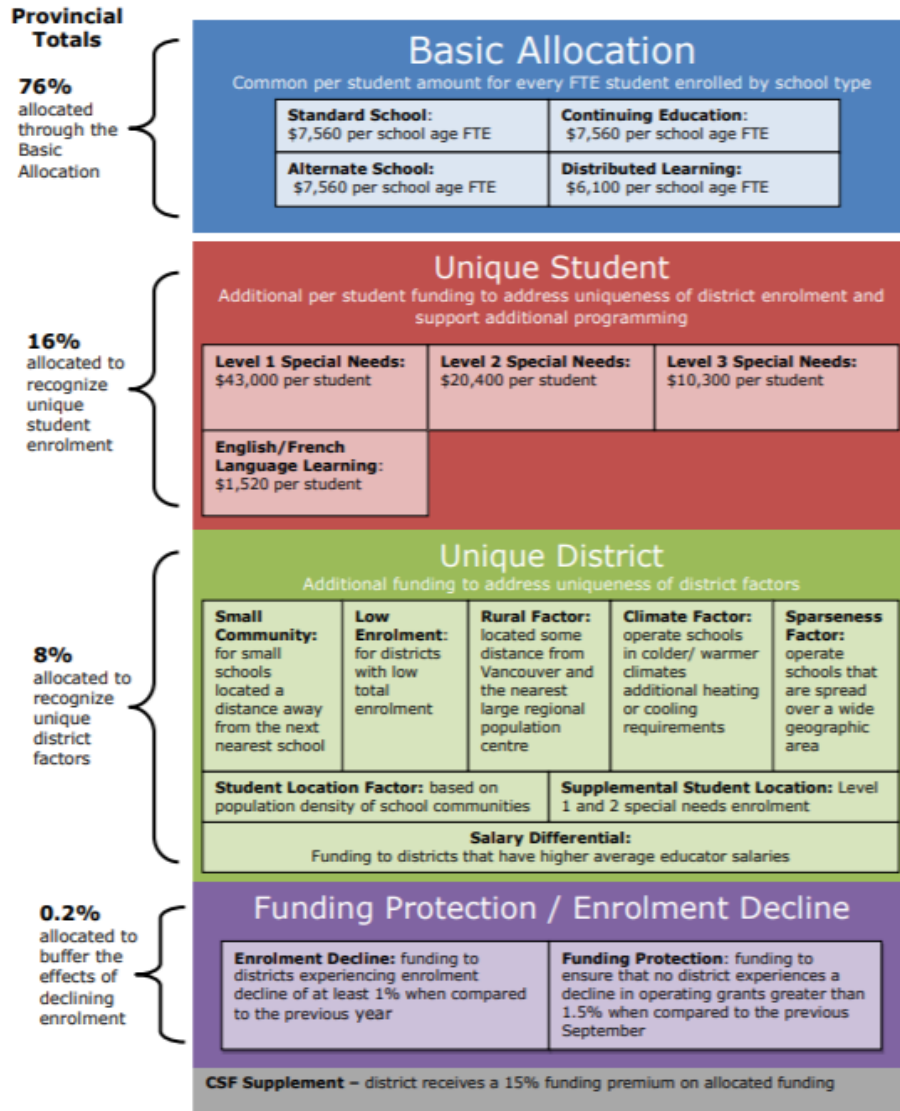 Provincial
Totals
76%
allocated
through the
Basic
Allocation
Basic Allocation
Common per student amount for every FTE student enrolled by school type
Standard School:
$7,560 per school age FTE
Continuing Education:
$7,560 per school age FTE
Alternate School:
$7,560 per school age FTE
Distributed Learning:
$6,100 per school age FTE
16%
allocated to
recognize
unique
student
enrolment
Unique Student
Additional per student funding to address uniqueness of district enrolment and
support additional programming
Level 1 Special Needs:
$43,000 per student
Level 2 Special Needs:
$20,400 per student
Level 3 Special Needs:
$10,300 per student
English/French
Language Learning:
$1,520 per student
8%
allocated to
recognize
unique
district
factors
Unique District
Additional funding to address uniqueness of district factors
Small
Community:
for small
schools
located a
distance away
from the next
nearest school
Low
Enrolment:
for districts
with low
total
enrolment
Rural Factor:
located some
distance from
Vancouver and
the nearest
large regional
population
centre
Climate Factor:
operate schools
in colder/ warmer
climates
additional heating
or cooling
requirements
Sparseness
Factor:
operate
schools that
are spread
over a wide
geographic
area
Student Location Factor: based on
population density of school communities
Supplemental Student Location: Level
1 and 2 special needs enrolment
Salary Differential:
Funding to districts that have higher average educator salaries
0.2%
allocated to
buffer the
effects of
declining
enrolment
Funding Protection / Enrolment Decline
Enrolment Decline: funding to
districts experiencing enrolment
decline of at least 1% when compared
to the previous year
Funding Protection: funding to
ensure that no district experiences a
decline in operating grants greater than
1.5% when compared to the previous
September
CSF Supplement – district receives a 15% funding premium on allocated funding